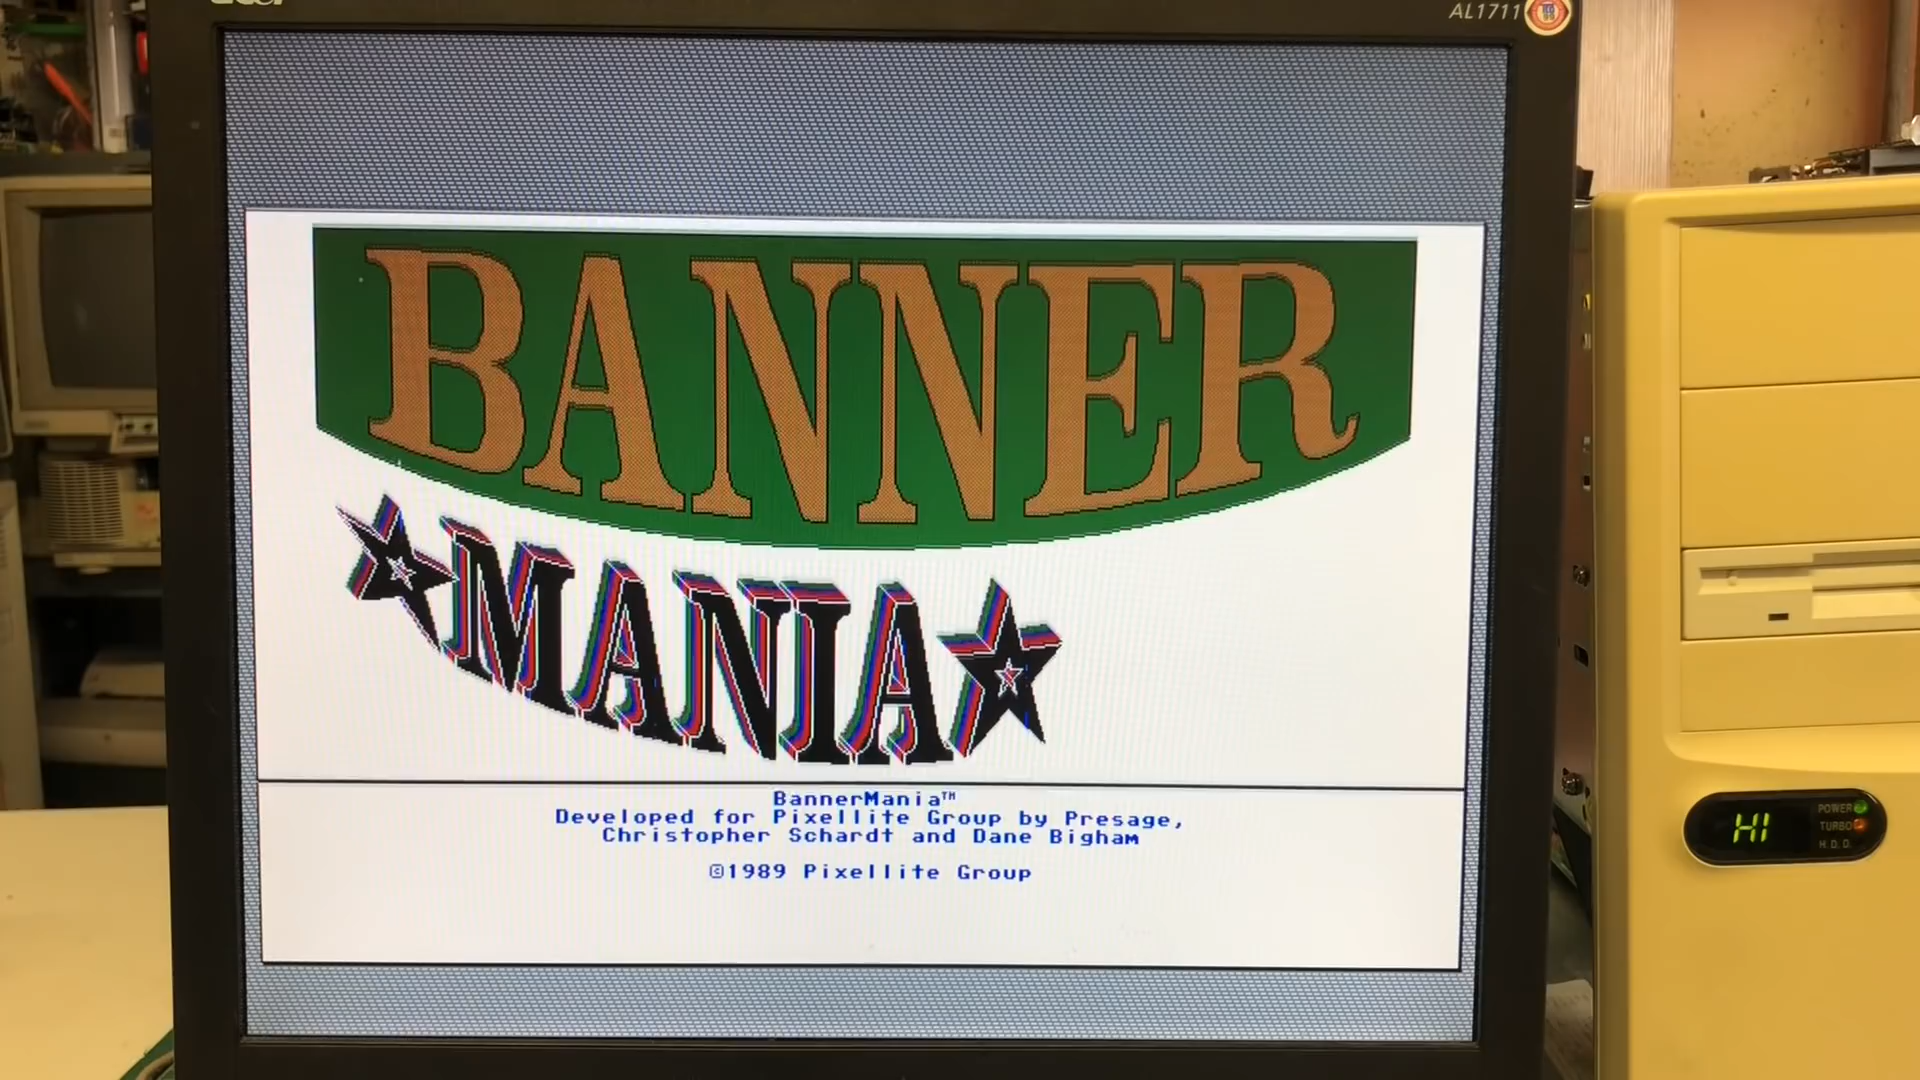 acer
AL1711
BANNER
MANIA
BannerMania™
Developed for Pixellite Group by Presage,
Christopher Schardt and Dane Bigham
©1989 Pixellite Group
HI
POWER
TURBO
H.D.D.